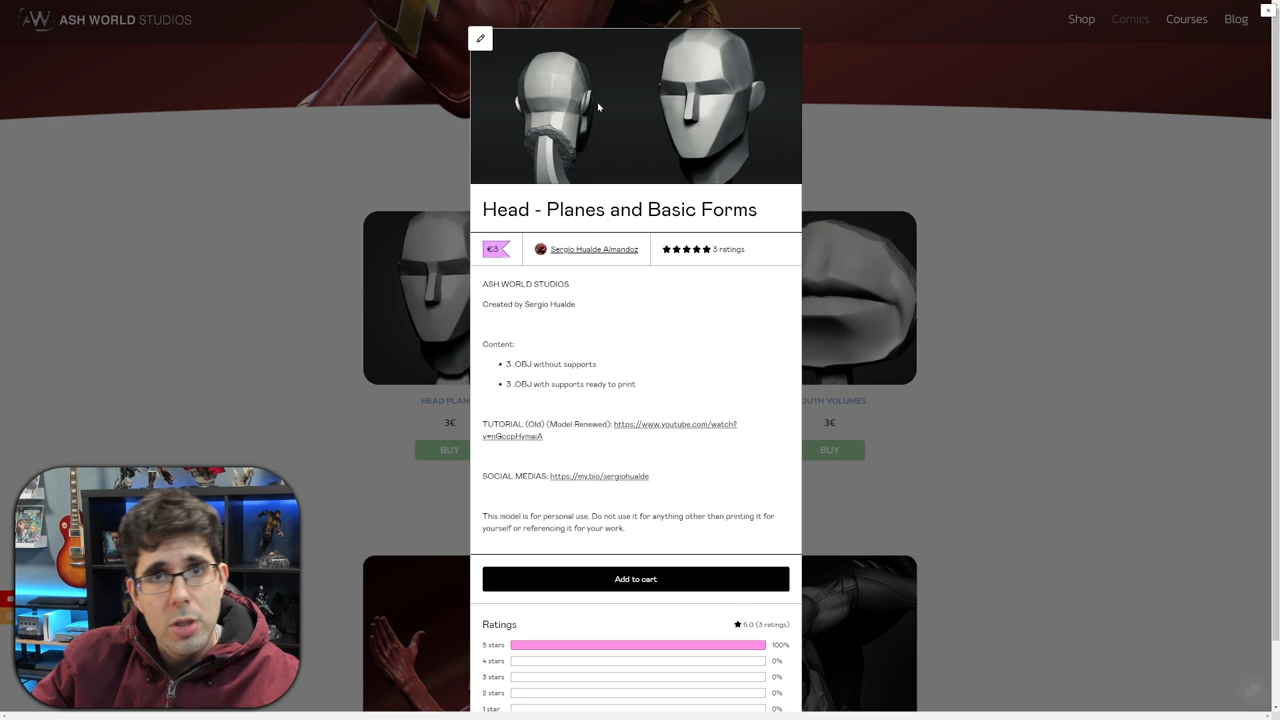 AW ASH WORLD STUDIOS
Shop Comics Courses Blog
Head - Planes and Basic Forms
€3
Sergio Hualde Almandoz
3 ratings
ASH WORLD STUDIOS
Created by Sergio Hualde
Content:
• 3 .OBJ without supports
• 3 .OBJ with supports ready to print
TUTORIAL (Old) (Model Renewed): https://www.youtube.com/watch?
v=nGccpHymaiA
SOCIAL MEDIAS: https://my.bio/sergiohualde
This model is for personal use. Do not use it for anything other than printing it for
yourself or referencing it for your work.
Add to cart
Ratings
5.0 (3 ratings)
5 stars 100%
4 stars 0%
3 stars 0%
2 stars 0%
1 star 0%
HEAD PLAN
3€
BUY
OUTH VOLUMES
3€
BUY